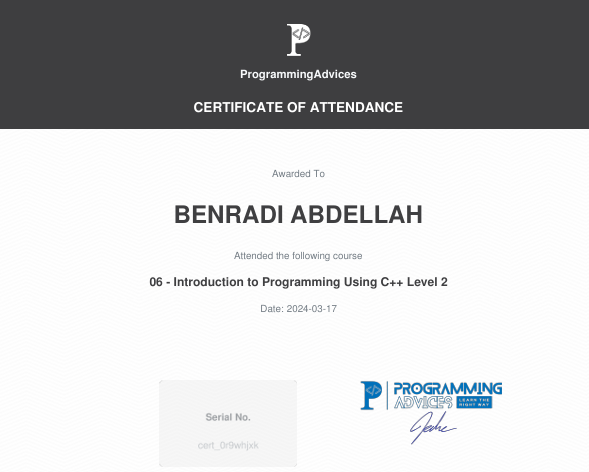 P
</>
ProgrammingAdvices
CERTIFICATE OF ATTENDANCE
Awarded To
BENRADI ABDELLAH
Attended the following course
06 - Introduction to Programming Using C++ Level 2
Date: 2024-03-17
Serial No.
cert_0r9whjxk
P
</>
PROGRAMMING
ADVICES
LEARN THE
RIGHT WAY